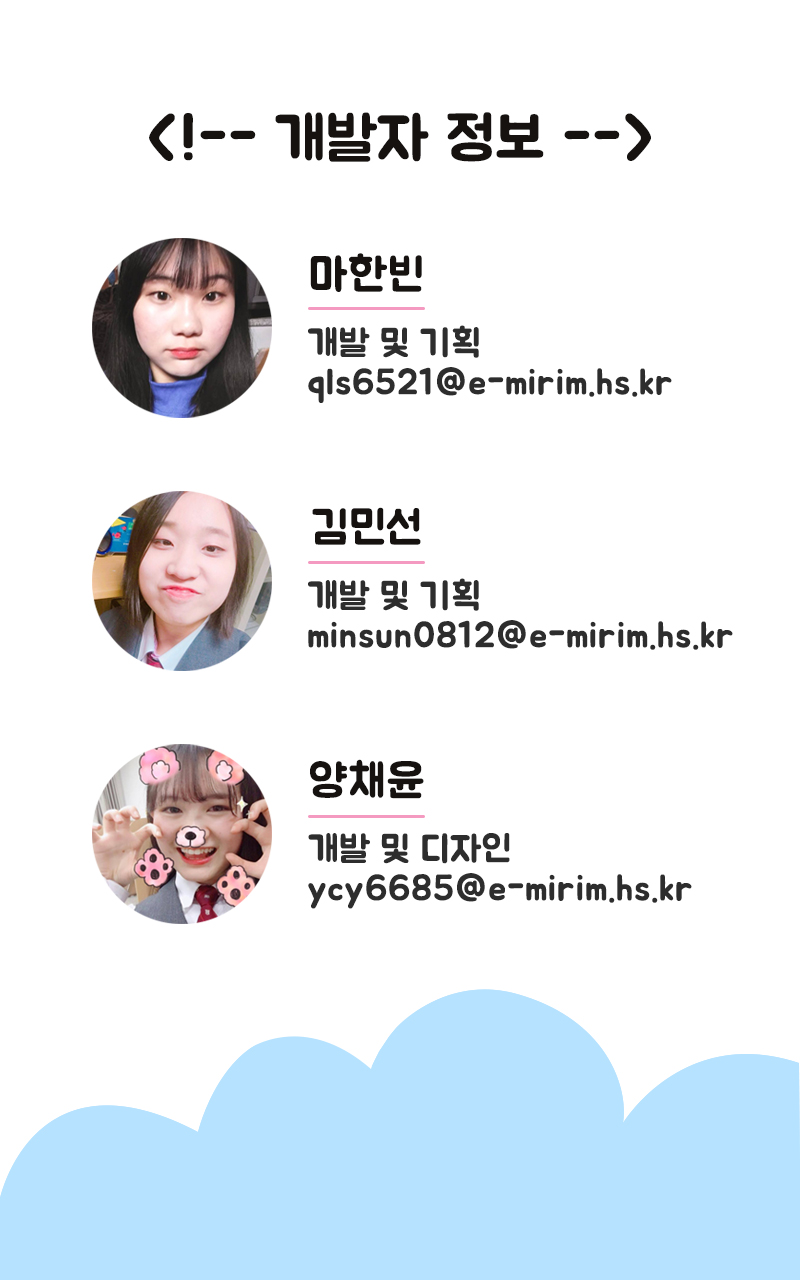 <!-- 개발자 정보 -->
마한빈
개발 및 기획
qls6521@e-mirim.hs.kr
김민선
개발 및 기획
minsun0812@e-mirim.hs.kr
양채윤
개발 및 디자인
ycy6685@e-mirim.hs.kr